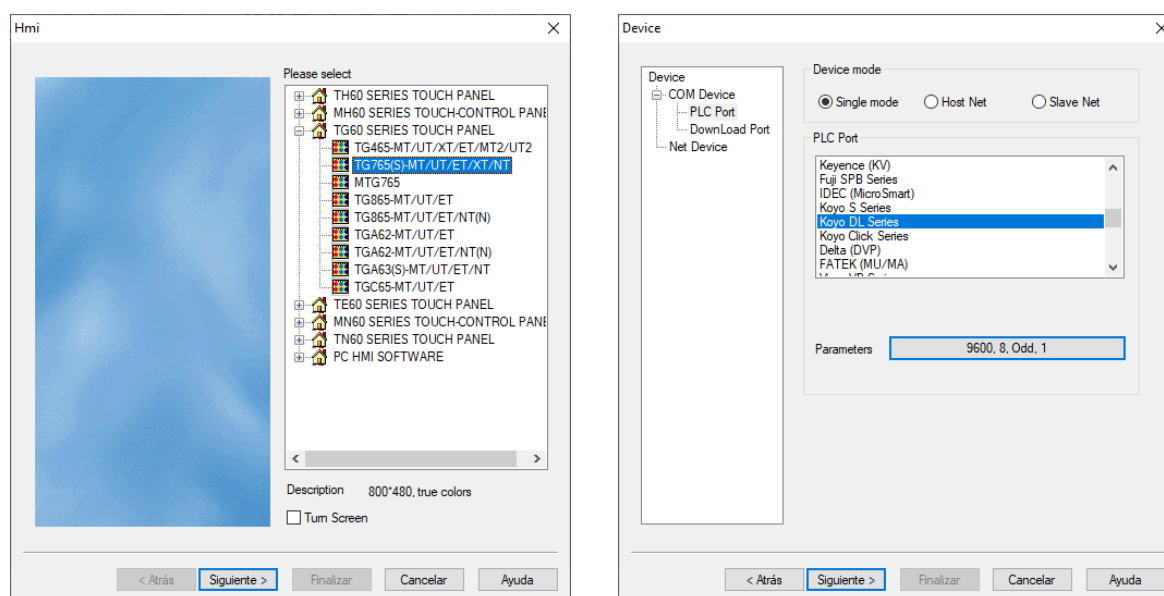 Hmi
Please select
TH60 SERIES TOUCH PANEL
MH60 SERIES TOUCH-CONTROL PANE
TG60 SERIES TOUCH PANEL
TG465-MT/UT/XT/ET/MT2/UT2
TG765(S)-MT/UT/ET/XT/NT
MTG765
TG865-MT/UT/ET
TG865-MT/UT/ET/NT(N)
TGA62-MT/UT/ET
TGA62-MT/UT/ET/NT(N)
TGA63(S)-MT/UT/ET/NT
TGC65-MT/UT/ET
TE60 SERIES TOUCH PANEL
MN60 SERIES TOUCH-CONTROL PANE
TN60 SERIES TOUCH PANEL
PC HMI SOFTWARE
Description 800*480, true colors
Turn Screen
< Atrás Siguiente > Finalizar Cancelar Ayuda
Device
Device
COM Device
PLC Port
DownLoad Port
Net Device
Device mode
Single mode Host Net Slave Net
PLC Port
Keyence (KV)
Fuji SPB Series
IDEC (MicroSmart)
Koyo S Series
Koyo DL Series
Koyo Click Series
Delta (DVP)
FATEK (MU/MA)
Parameters 9600, 8, Odd, 1
< Atrás Siguiente > Finalizar Cancelar Ayuda